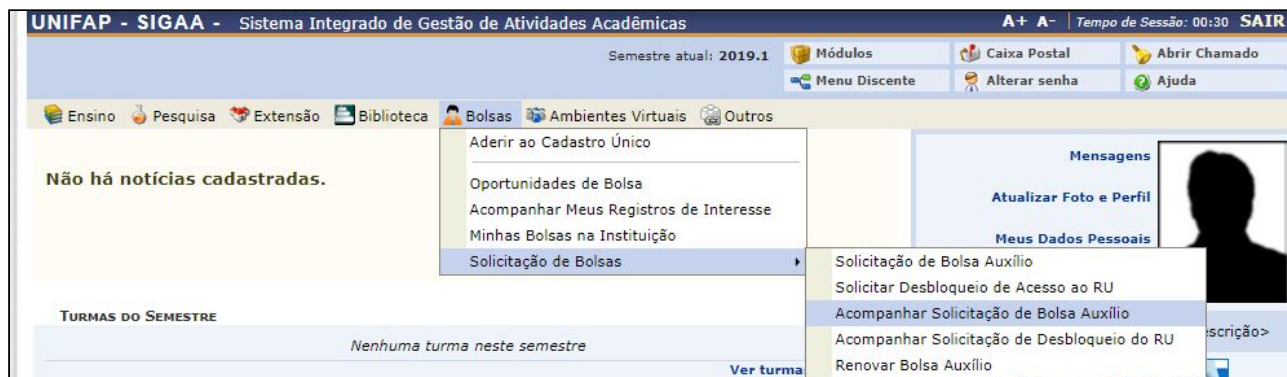 UNIFAP - SIGAA - Sistema Integrado de Gestão de Atividades Acadêmicas A+ A- Tempo de Sessão: 00:30 SAIR
Semestre atual: 2019.1 Módulos Caixa Postal Abrir Chamado
Menu Discente Alterar senha Ajuda
Ensino Pesquisa Extensão Biblioteca Bolsas Ambientes Virtuais Outros
Aderir ao Cadastro Único
Não há notícias cadastradas.
Oportunidades de Bolsa
Acompanhar Meus Registros de Interesse
Minhas Bolsas na Instituição
Solicitação de Bolsas
Mensagens
Atualizar Foto e Perfil
Meus Dados Pessoais
Solicitação de Bolsa Auxílio
Solicitar Desbloqueio de Acesso ao RU
Acompanhar Solicitação de Bolsa Auxílio
Acompanhar Solicitação de Desbloqueio do RU
Renovar Bolsa Auxílio
TURMAS DO SEMESTRE
Nenhuma turma neste semestre
Ver turma
scrição>